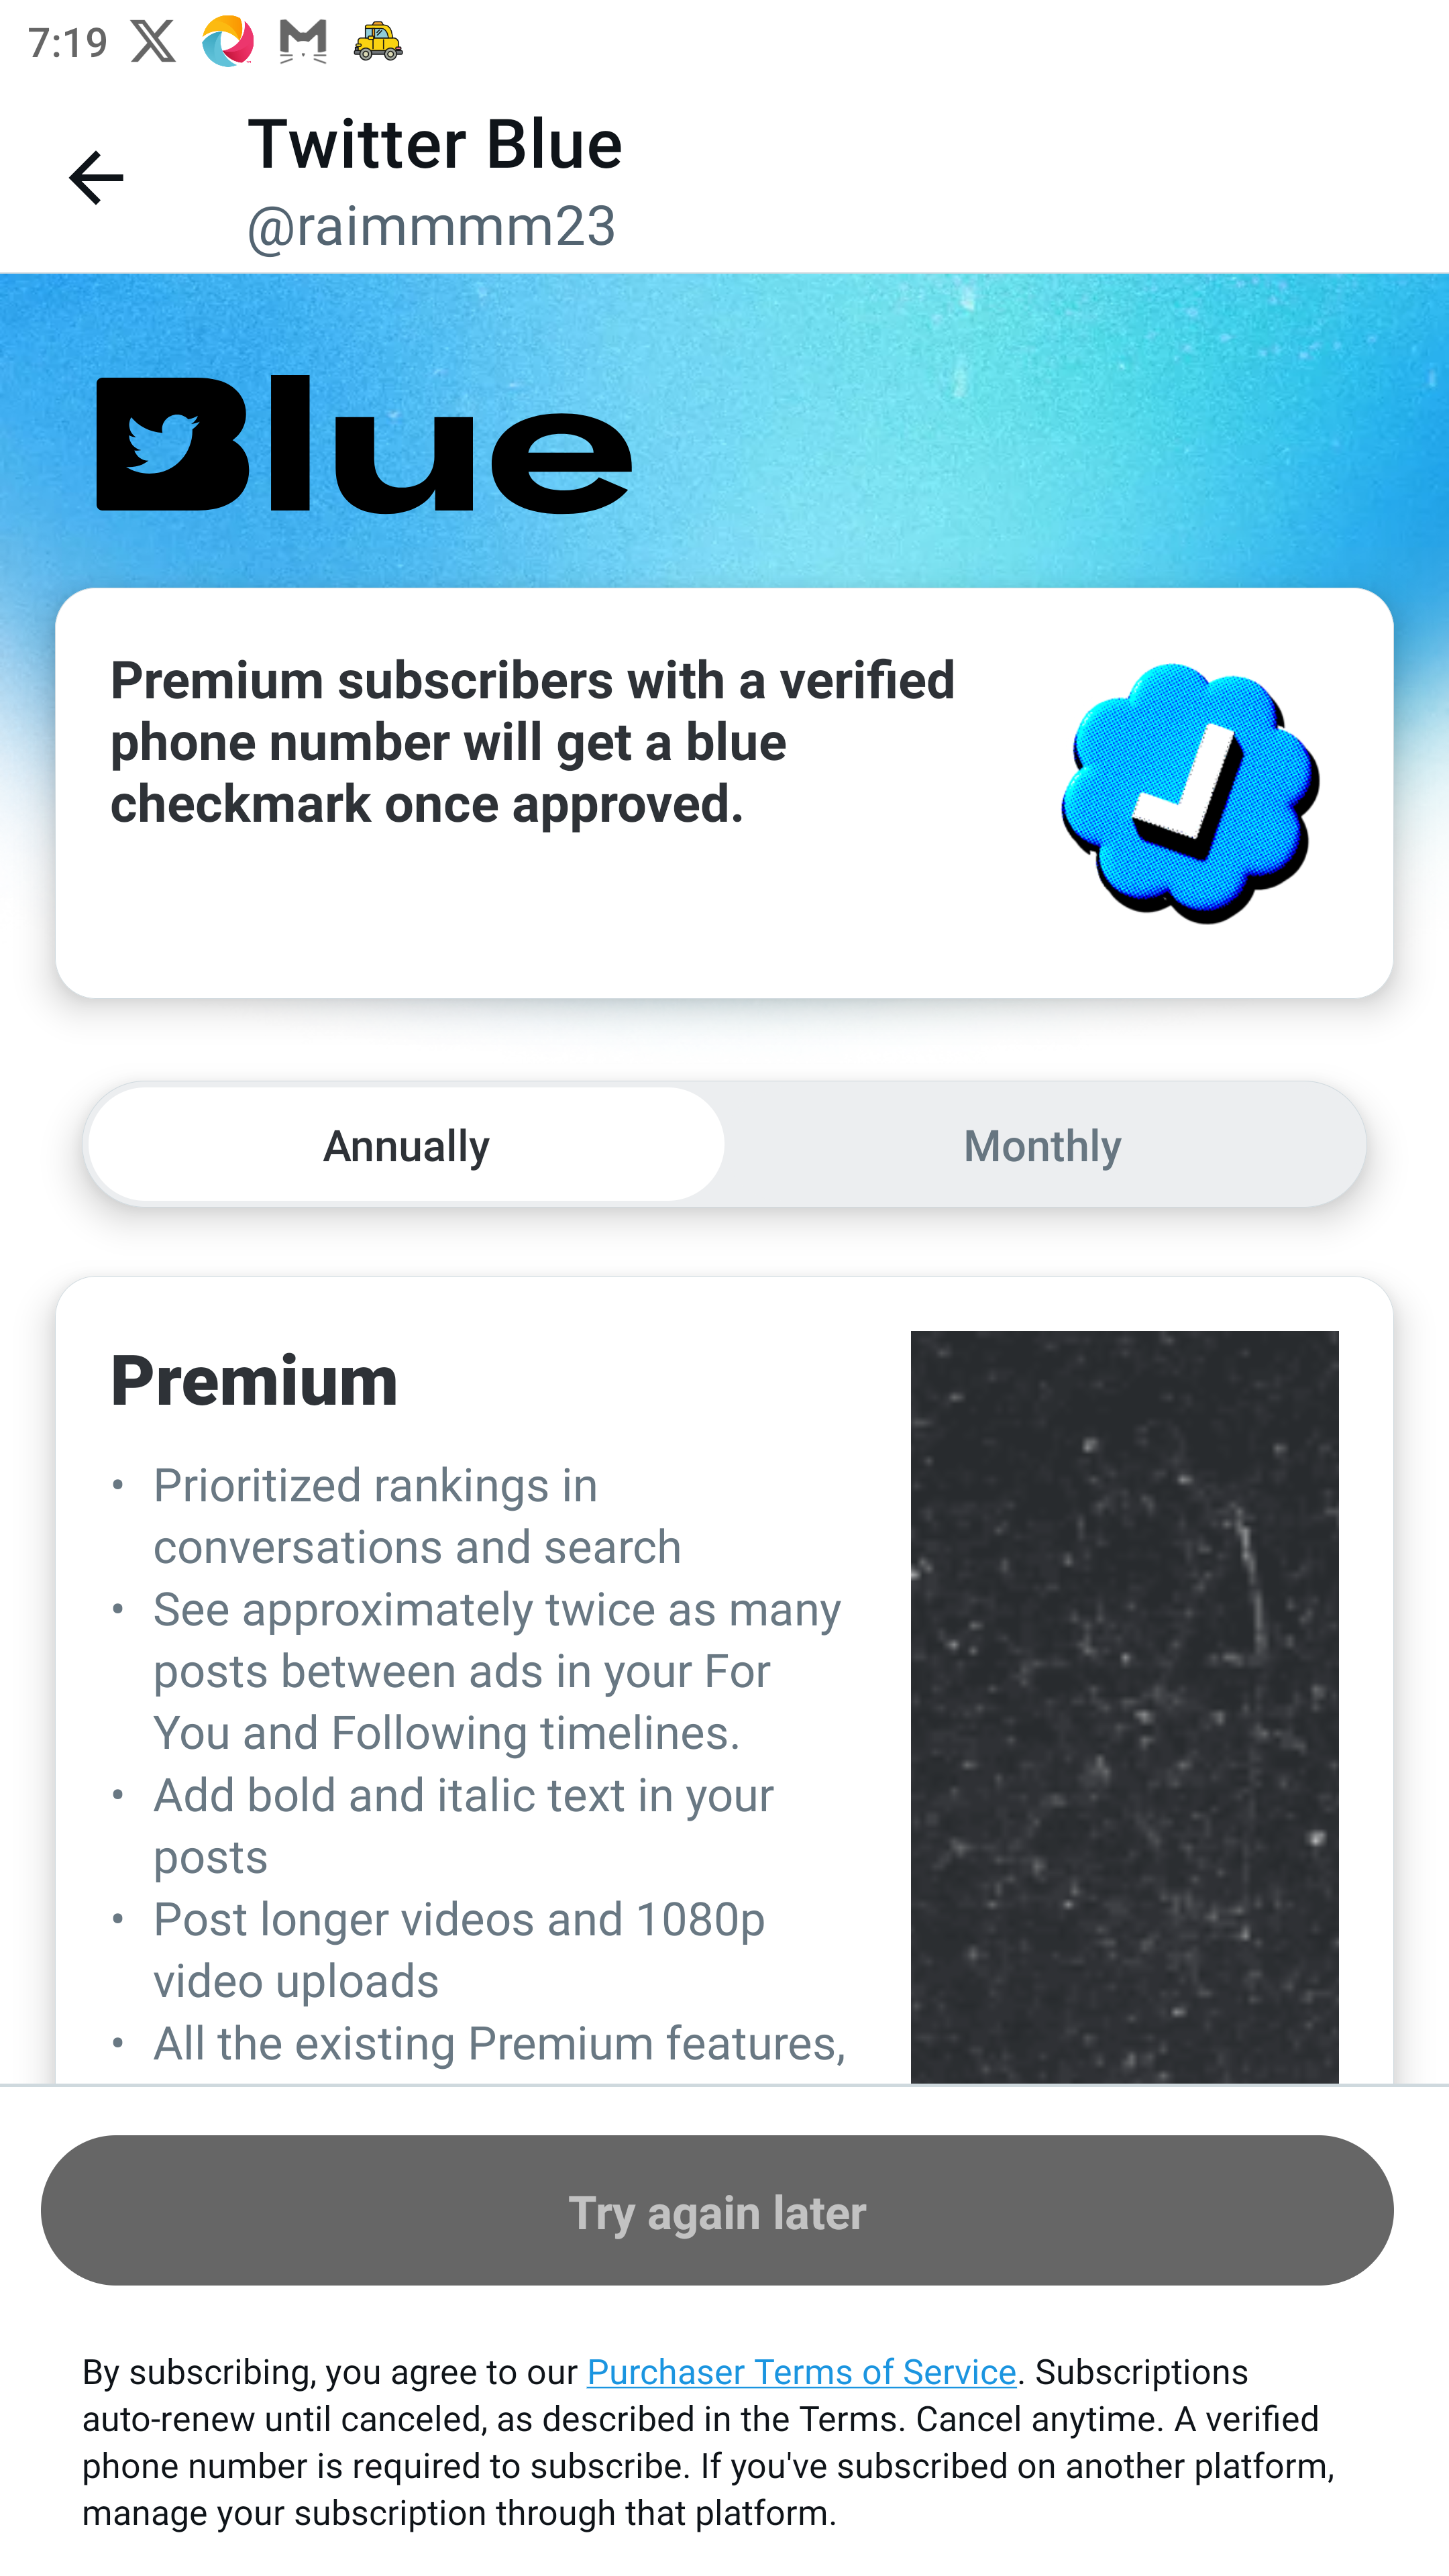 7:19
Twitter Blue
@raimmmm23
Blue
Premium subscribers with a verified
phone number will get a blue
checkmark once approved.
Annually
Monthly
Premium
• Prioritized rankings in
conversations and search
• See approximately twice as many
posts between ads in your For
You and Following timelines.
• Add bold and italic text in your
posts
• Post longer videos and 1080p
video uploads
• All the existing Premium features,
Try again later
By subscribing, you agree to our Purchaser Terms of Service. Subscriptions
auto-renew until canceled, as described in the Terms. Cancel anytime. A verified
phone number is required to subscribe. If you've subscribed on another platform,
manage your subscription through that platform.